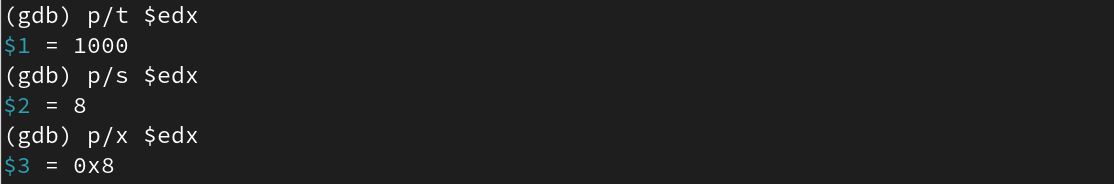 (gdb) p/t $edx
$1 = 1000
(gdb) p/s $edx
$2 = 8
(gdb) p/x $edx
$3 = 0x8